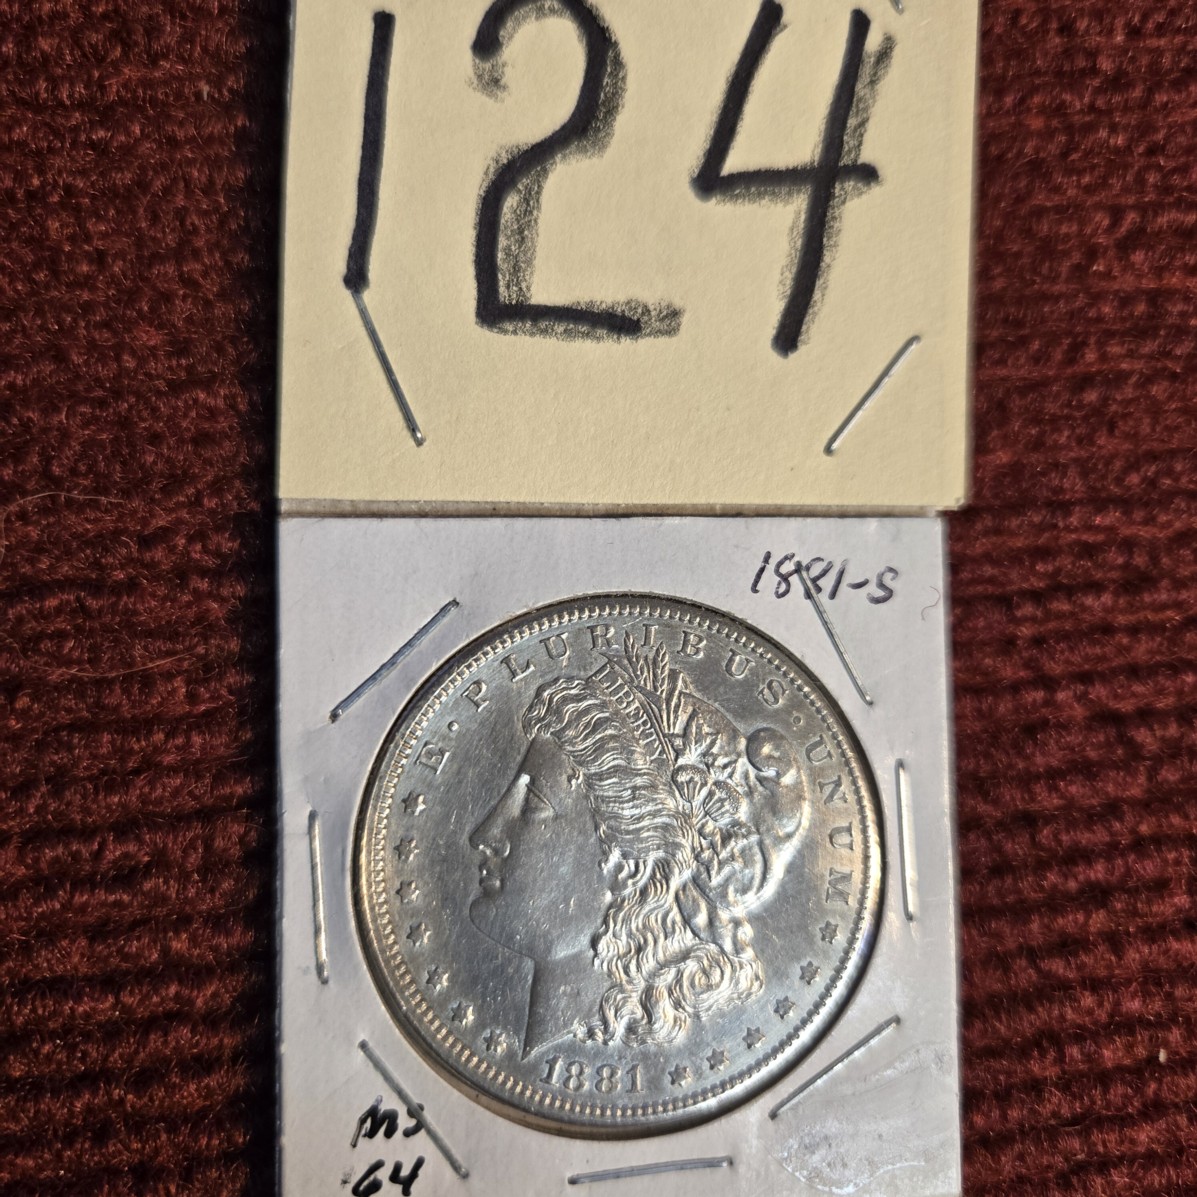 124
1881-S
E · PLURIBUS · UNUM
LIBERTY
1881
MS
64